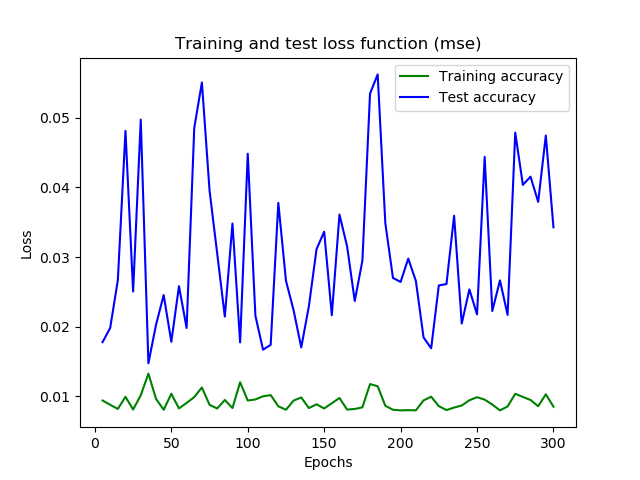 Training and test loss function (mse)
Training accuracy
Test accuracy
0.05
0.04
0.03
0.02
0.01
Loss
0 50 100 150 200 250 300
Epochs